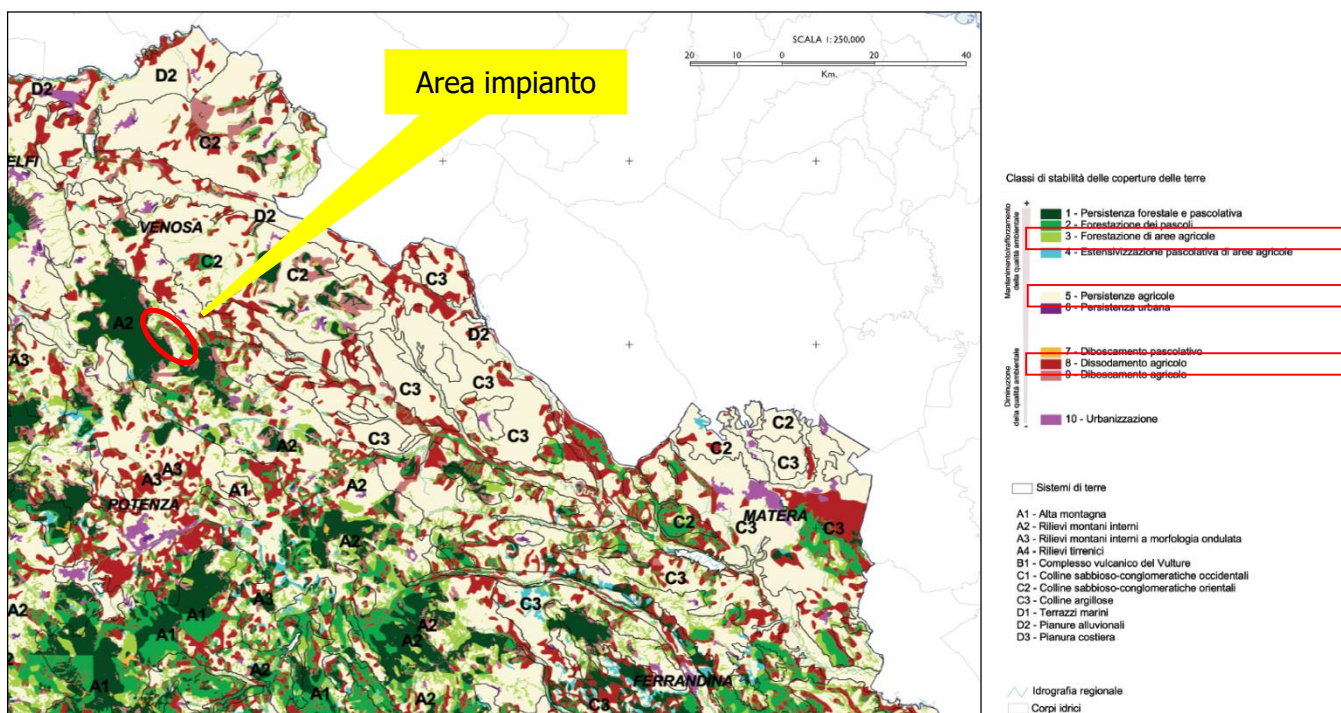 SCALA 1: 250,000
20 10 0 20 40
Km.
Area impianto
D2
D2
C2
ELFI
VENOSA
D2
C2
C2
C3
A2
D2
A3
C3
C3
C3
C3
A2
C2
C2
C3
A3
A3
A1
A2
POTENZA
C2
MATERA
C3
C3
A2
C3
A1
A3
C3
A2
A2
A2
A1
A2
A1
A1
FERRANDINA
A2
C3
C3
Classi di stabilità delle coperture delle terre
+
Mantenimento/rafforzamento
della qualità ambientale
Diminuzione
della qualità ambientale
-
1 - Persistenza forestale e pascolativa
2 - Forestazione dei pascoli
3 - Forestazione di aree agricole
4 - Estensivizzazione pascolativa di aree agricole
5 - Persistenze agricole
6 - Persistenza urbana
7 - Diboscamento pascolativo
8 - Dissodamento agricolo
9 - Diboscamento agricolo
10 - Urbanizzazione
Sistemi di terre
A1 - Alta montagna
A2 - Rilievi montani interni
A3 - Rilievi montani interni a morfologia ondulata
A4 - Rilievi tirrenici
B1 - Complesso vulcanico del Vulture
C1 - Colline sabbioso-conglomeratiche occidentali
C2 - Colline sabbioso-conglomeratiche orientali
C3 - Colline argillose
D1 - Terrazzi marini
D2 - Pianure alluvionali
D3 - Pianura costiera
Idrografia regionale
Corpi idrici